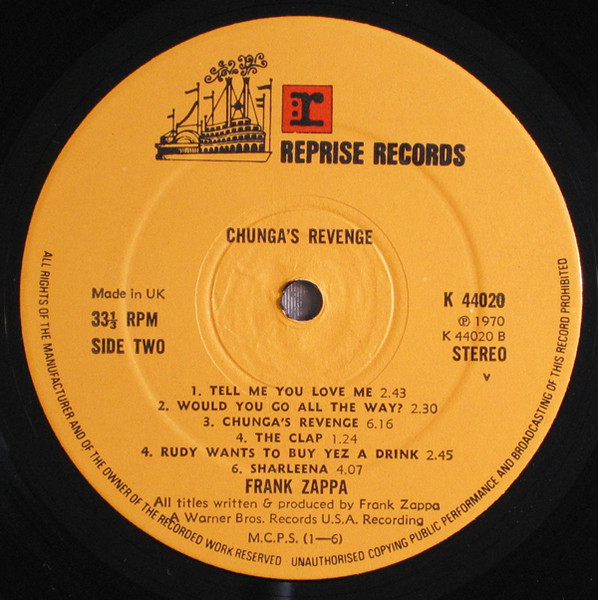 r
REPRISE RECORDS
CHUNGA'S REVENGE
Made in UK
33⅓ RPM
SIDE TWO
K 44020
℗ 1970
K 44020 B
STEREO
1. TELL ME YOU LOVE ME 2.43
2. WOULD YOU GO ALL THE WAY? 2.30
3. CHUNGA'S REVENGE 6.16
4. THE CLAP 1.24
4. RUDY WANTS TO BUY YEZ A DRINK 2.45
6. SHARLEENA 4.07
FRANK ZAPPA
All titles written & produced by Frank Zappa
A Warner Bros. Records U.S.A. Recording
M.C.P.S. (1—6)
ALL RIGHTS OF THE MANUFACTURER AND OF THE OWNER OF THE RECORDED WORK RESERVED UNAUTHORISED COPYING PUBLIC PERFORMANCE AND BROADCASTING OF THIS RECORD PROHIBITED